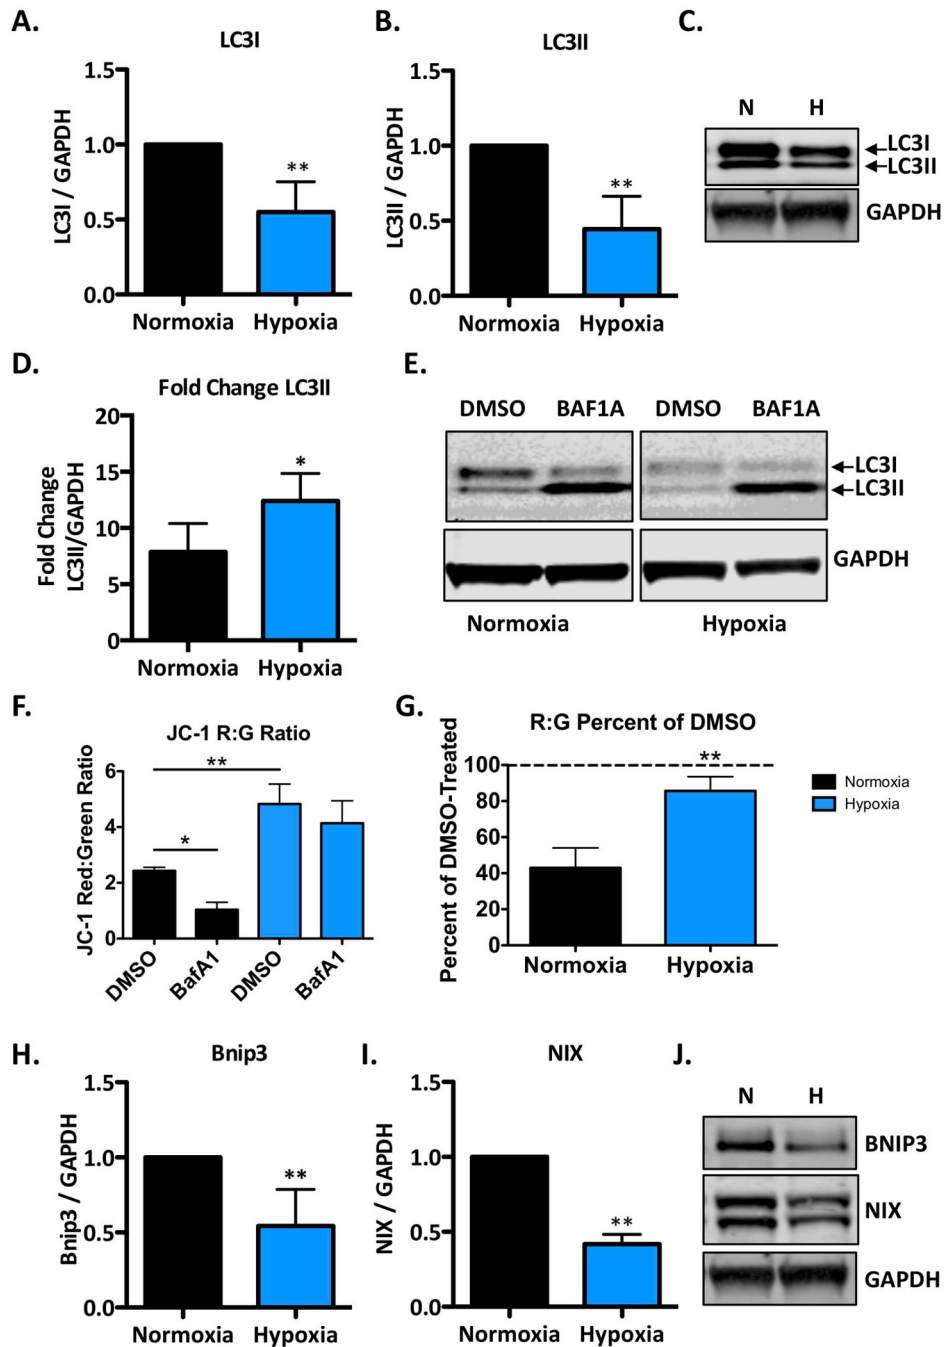 A.
LC3I
LC3I / GAPDH
1.5
1.0
0.5
0.0
**
Normoxia Hypoxia
B.
LC3II
LC3II / GAPDH
1.5
1.0
0.5
0.0
**
Normoxia Hypoxia
C.
N H
LC3I
LC3II
GAPDH
D.
Fold Change LC3II
Fold Change
LC3II/GAPDH
20
15
10
5
0
*
Normoxia Hypoxia
E.
DMSO BAF1A DMSO BAF1A
LC3I
LC3II
GAPDH
Normoxia Hypoxia
F.
JC-1 R:G Ratio
JC-1 Red:Green Ratio
6
4
2
0
**
*
DMSO BafA1 DMSO BafA1
G.
R:G Percent of DMSO
Percent of DMSO-Treated
100
80
60
40
20
0
**
Normoxia Hypoxia
Normoxia
Hypoxia
H.
Bnip3
Bnip3 / GAPDH
1.5
1.0
0.5
0.0
**
Normoxia Hypoxia
I.
NIX
NIX / GAPDH
1.5
1.0
0.5
0.0
**
Normoxia Hypoxia
J.
N H
BNIP3
NIX
GAPDH